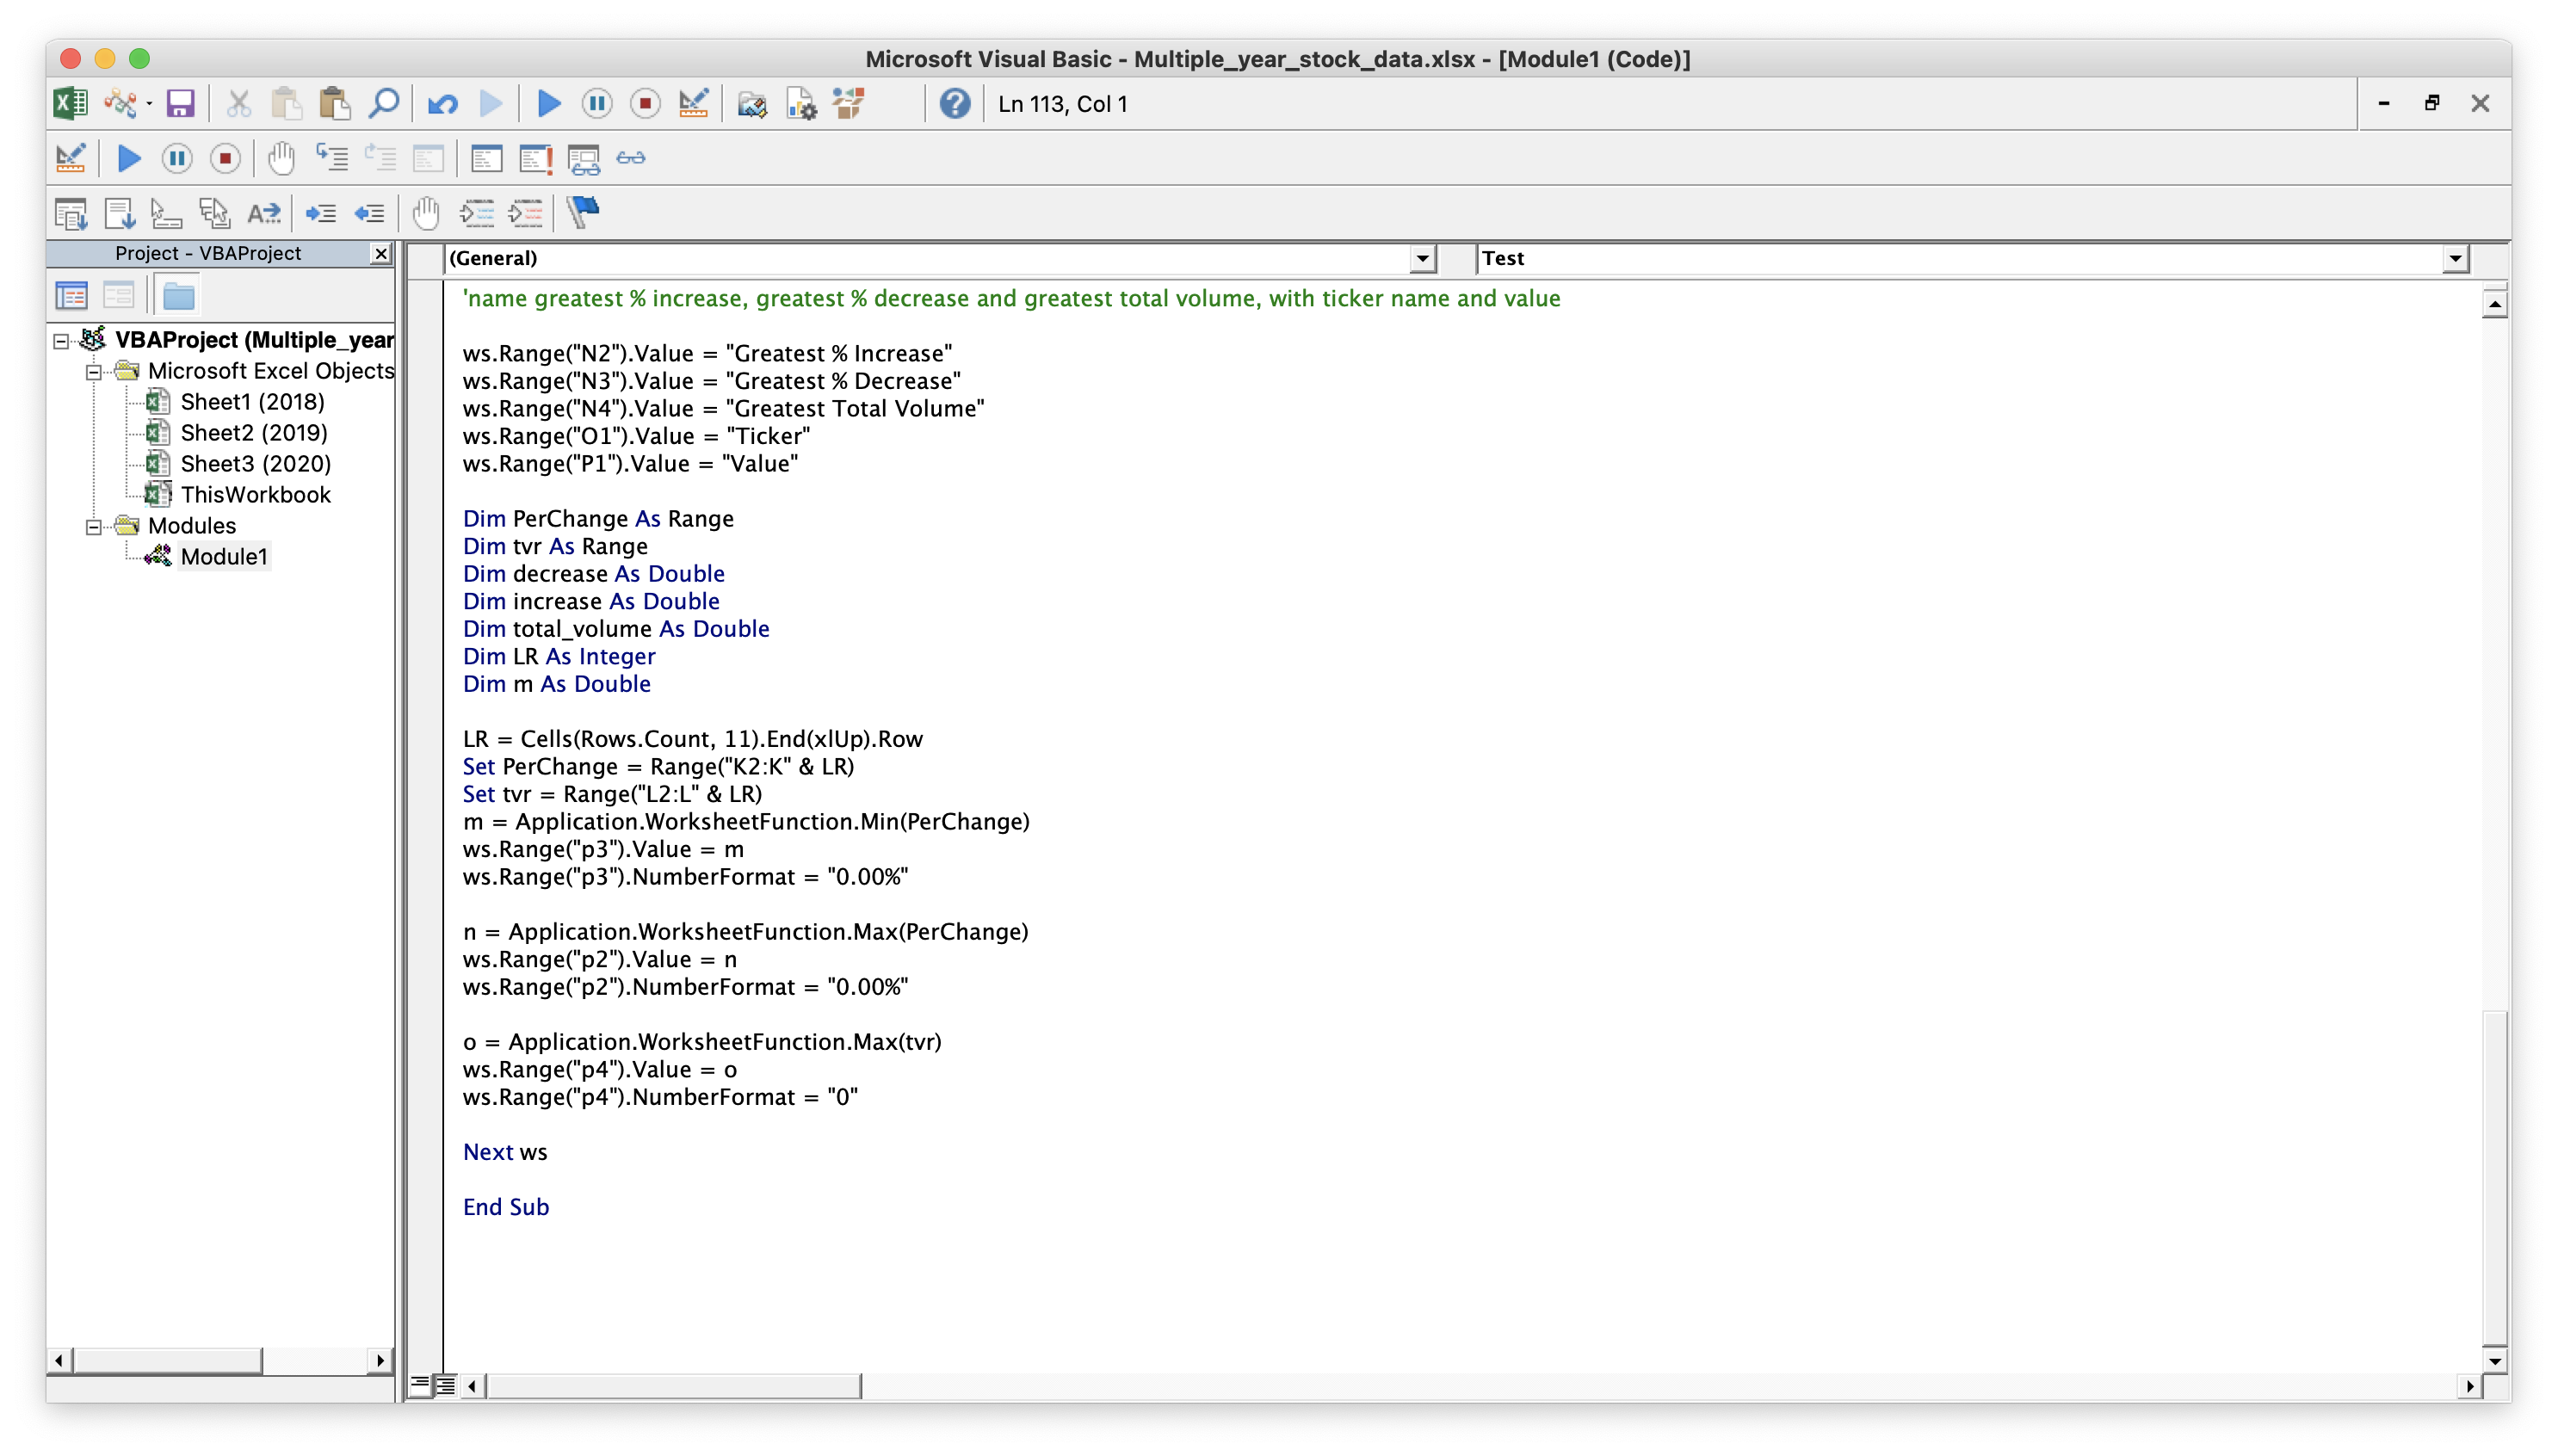 Microsoft Visual Basic - Multiple_year_stock_data.xlsx - [Module1 (Code)]
Ln 113, Col 1
Project - VBAProject
VBAProject (Multiple_year
Microsoft Excel Objects
Sheet1 (2018)
Sheet2 (2019)
Sheet3 (2020)
ThisWorkbook
Modules
Module1
(General)
Test
'name greatest % increase, greatest % decrease and greatest total volume, with ticker name and value
ws.Range("N2").Value = "Greatest % Increase"
ws.Range("N3").Value = "Greatest % Decrease"
ws.Range("N4").Value = "Greatest Total Volume"
ws.Range("O1").Value = "Ticker"
ws.Range("P1").Value = "Value"
Dim PerChange As Range
Dim tvr As Range
Dim decrease As Double
Dim increase As Double
Dim total_volume As Double
Dim LR As Integer
Dim m As Double
LR = Cells(Rows.Count, 11).End(xlUp).Row
Set PerChange = Range("K2:K" & LR)
Set tvr = Range("L2:L" & LR)
m = Application.WorksheetFunction.Min(PerChange)
ws.Range("p3").Value = m
ws.Range("p3").NumberFormat = "0.00%"
n = Application.WorksheetFunction.Max(PerChange)
ws.Range("p2").Value = n
ws.Range("p2").NumberFormat = "0.00%"
o = Application.WorksheetFunction.Max(tvr)
ws.Range("p4").Value = o
ws.Range("p4").NumberFormat = "0"
Next ws
End Sub